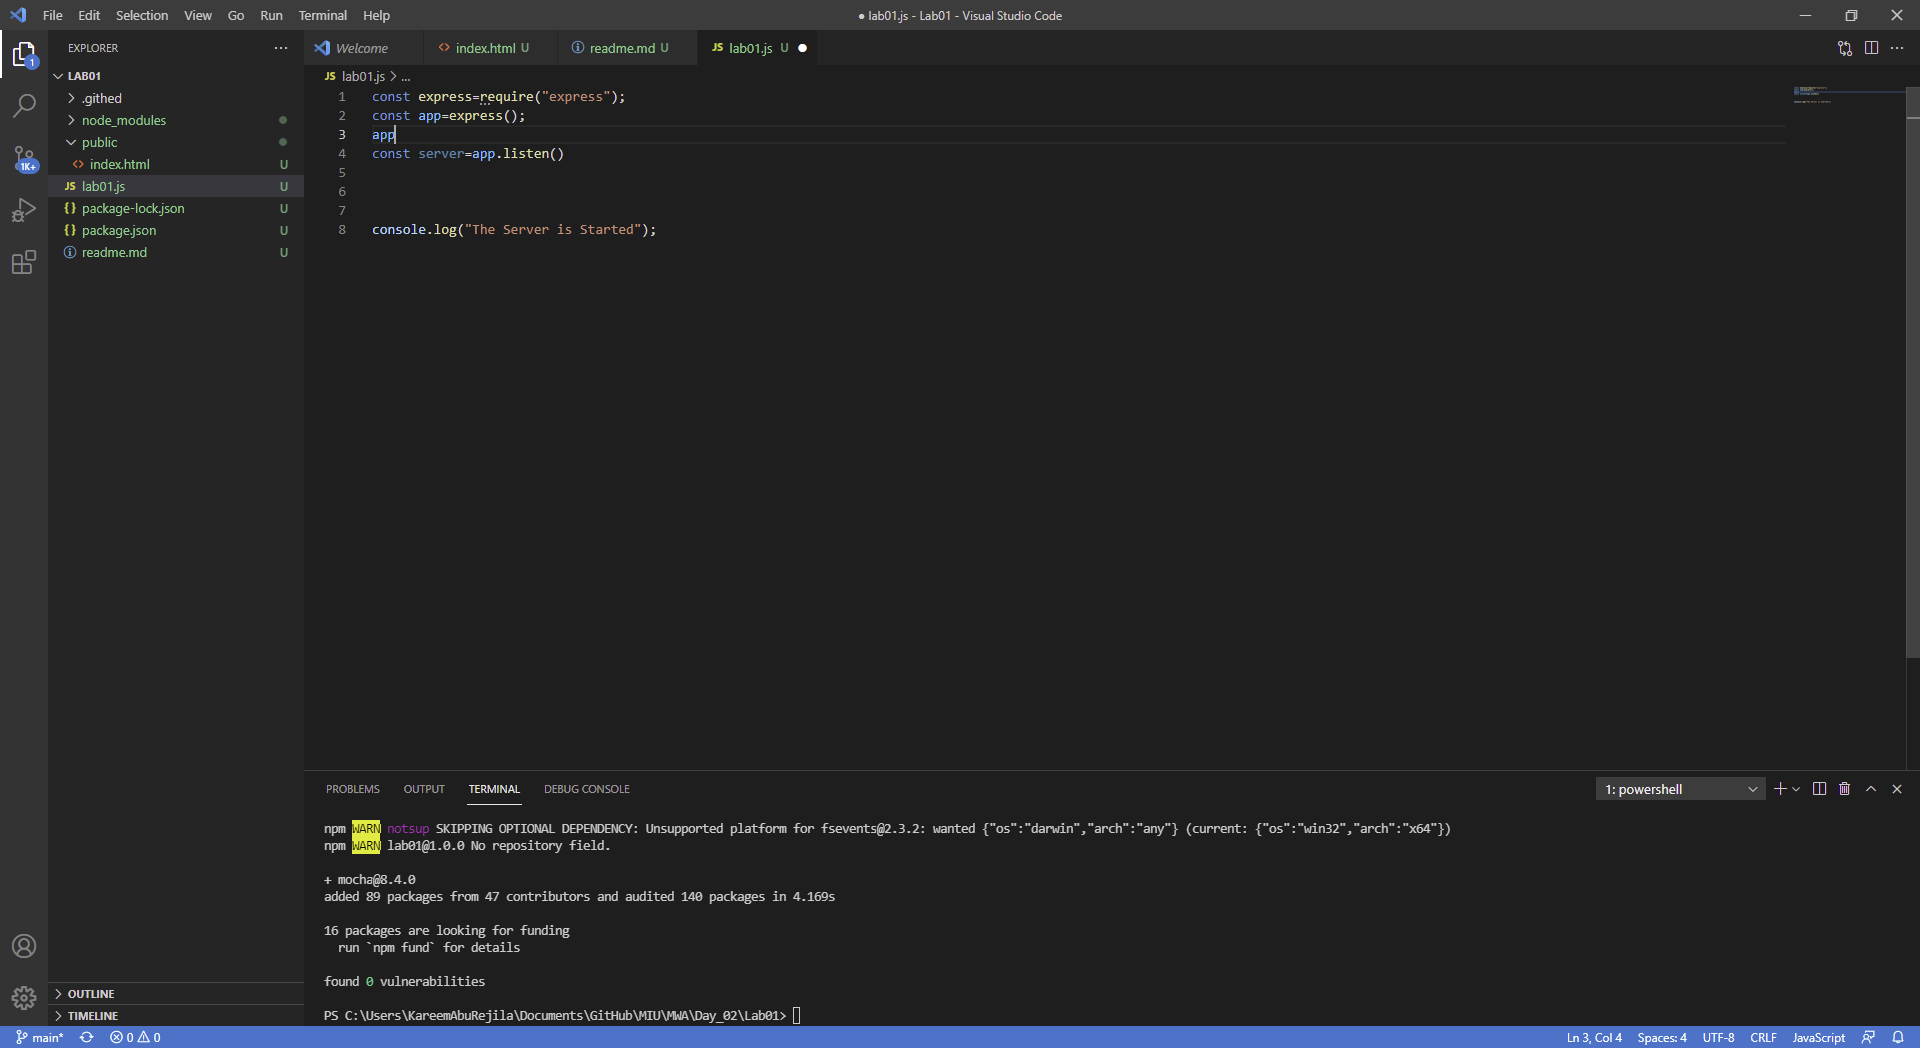 File Edit Selection View Go Run Terminal Help
● lab01.js - Lab01 - Visual Studio Code
EXPLORER
Welcome
index.html U
readme.md U
JS lab01.js U
1
LAB01
JS lab01.js > ...
.githed
node_modules
public
index.html U
1K+
JS lab01.js U
package-lock.json U
package.json U
readme.md U
1 const express=require("express");
2 const app=express();
3 app
4 const server=app.listen()
5
6
7
8 console.log("The Server is Started");
PROBLEMS OUTPUT TERMINAL DEBUG CONSOLE
1: powershell
npm WARN notsup SKIPPING OPTIONAL DEPENDENCY: Unsupported platform for fsevents@2.3.2: wanted {"os":"darwin","arch":"any"} (current: {"os":"win32","arch":"x64"})
npm WARN lab01@1.0.0 No repository field.
+ mocha@8.4.0
added 89 packages from 47 contributors and audited 140 packages in 4.169s
16 packages are looking for funding
run `npm fund` for details
found 0 vulnerabilities
PS C:\Users\KareemAbuRejila\Documents\GitHub\MIU\MWA\Day_02\Lab01>
OUTLINE
TIMELINE
main* 0 0
Ln 3, Col 4 Spaces: 4 UTF-8 CRLF JavaScript